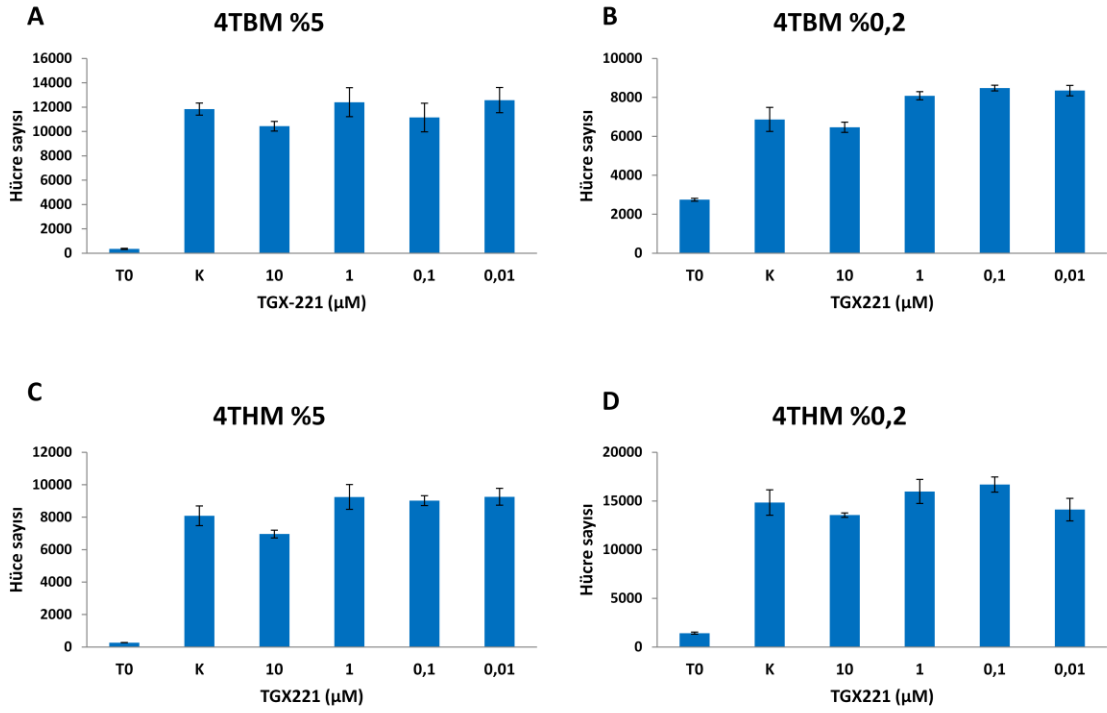 A
4TBM %5
16000
14000
12000
10000
8000
6000
4000
2000
0
Hücre sayısı
T0 K 10 1 0,1 0,01
TGX-221 (µM)
B
4TBM %0,2
10000
8000
6000
4000
2000
0
Hücre sayısı
T0 K 10 1 0,1 0,01
TGX221 (µM)
C
4THM %5
12000
10000
8000
6000
4000
2000
0
Hüce sayısı
T0 K 10 1 0,1 0,01
TGX221 (µM)
D
4THM %0,2
20000
15000
10000
5000
0
Hücre sayısı
T0 K 10 1 0,1 0,01
TGX221 (µM)